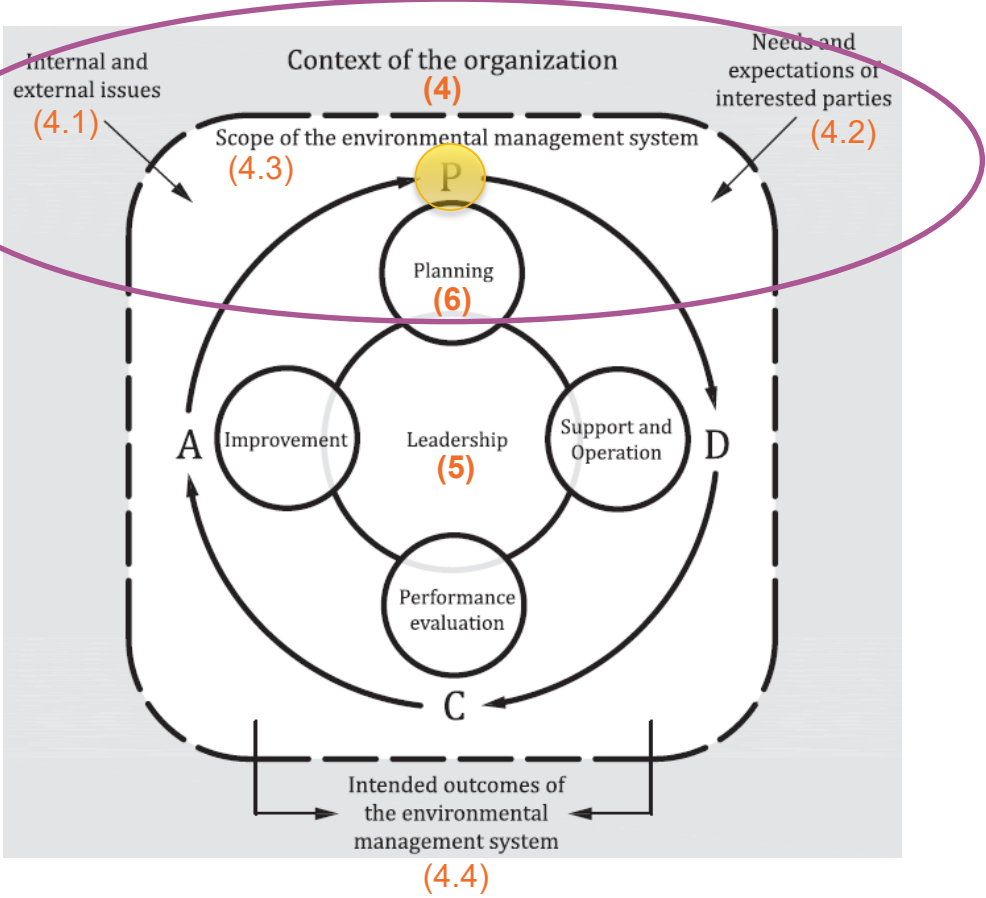 Internal and
external issues
(4.1)
Context of the organization
(4)
Needs and
expectations of
interested parties
(4.2)
Scope of the environmental management system
(4.3)
P
Planning
(6)
A
Improvement
Leadership
(5)
Support and
Operation
D
Performance
evaluation
C
Intended outcomes of
the environmental
management system
(4.4)